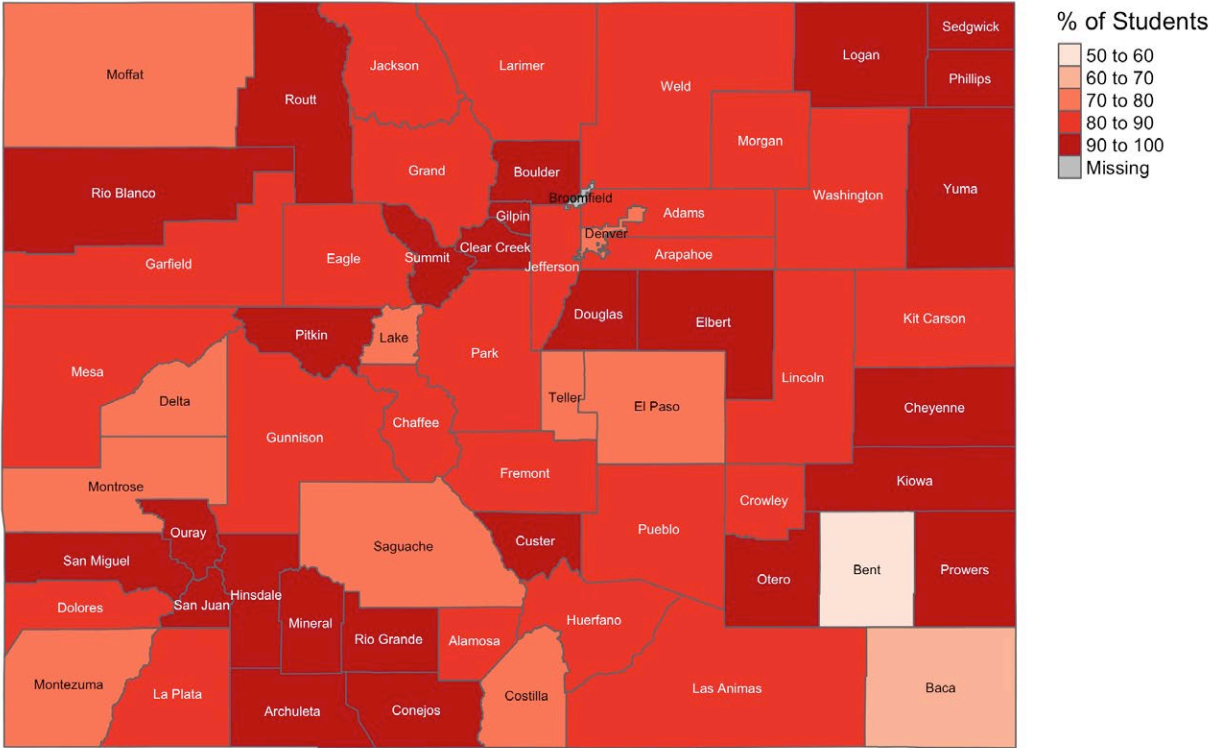 % of Students
50 to 60
60 to 70
70 to 80
80 to 90
90 to 100
Missing
Moffat
Routt
Jackson
Larimer
Weld
Logan
Sedgwick
Phillips
Morgan
Grand
Boulder
Rio Blanco
Broomfield
Washington
Yuma
Gilpin
Adams
Denver
Clear Creek
Summit
Eagle
Garfield
Jefferson
Arapahoe
Douglas
Elbert
Kit Carson
Pitkin
Lake
Park
Mesa
Lincoln
Delta
Teller
El Paso
Cheyenne
Chaffee
Gunnison
Fremont
Kiowa
Montrose
Crowley
Pueblo
Ouray
Custer
Saguache
San Miguel
Bent
Prowers
Otero
Hinsdale
San Juan
Dolores
Mineral
Huerfano
Rio Grande
Alamosa
Montezuma
La Plata
Costilla
Las Animas
Baca
Archuleta
Conejos